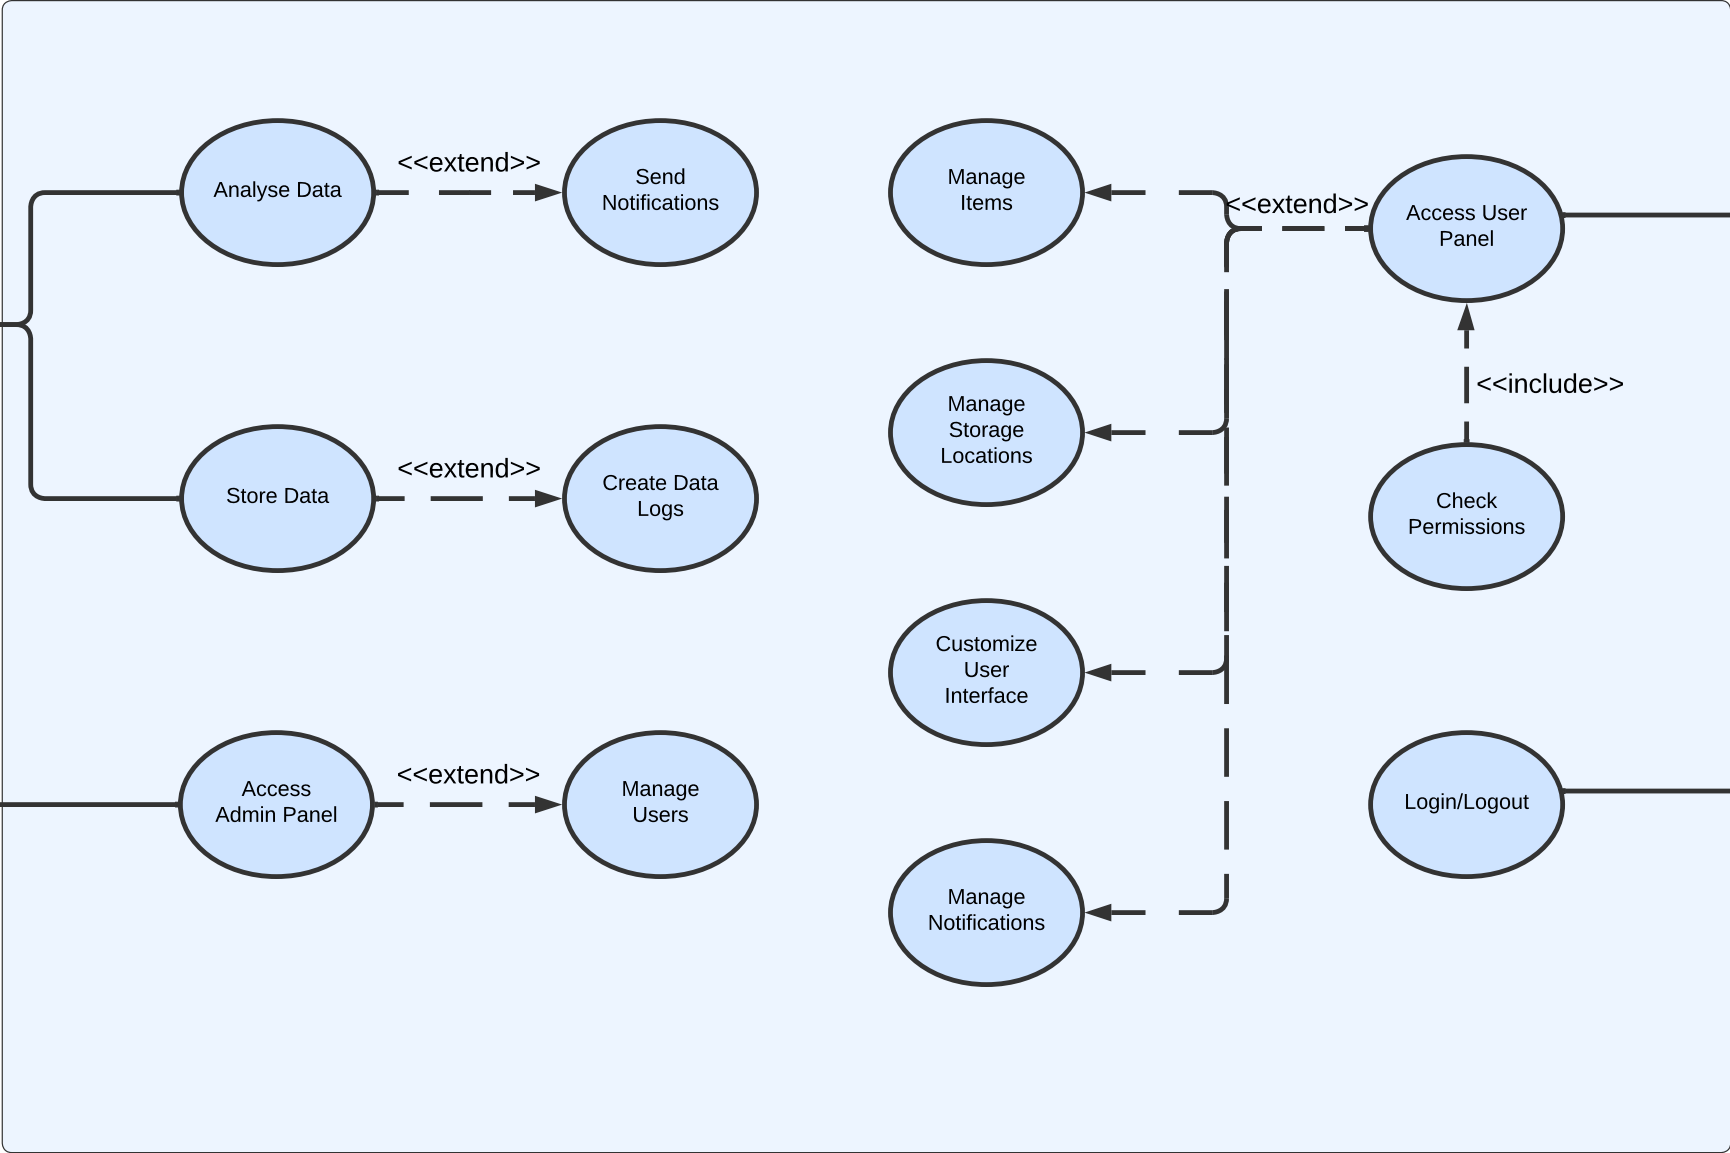 Analyse Data
<<extend>>
Send
Notifications
Store Data
<<extend>>
Create Data
Logs
Access
Admin Panel
<<extend>>
Manage
Users
Manage
Items
<<extend>>
Access User
Panel
Manage
Storage
Locations
<<include>>
Check
Permissions
Customize
User
Interface
Login/Logout
Manage
Notifications